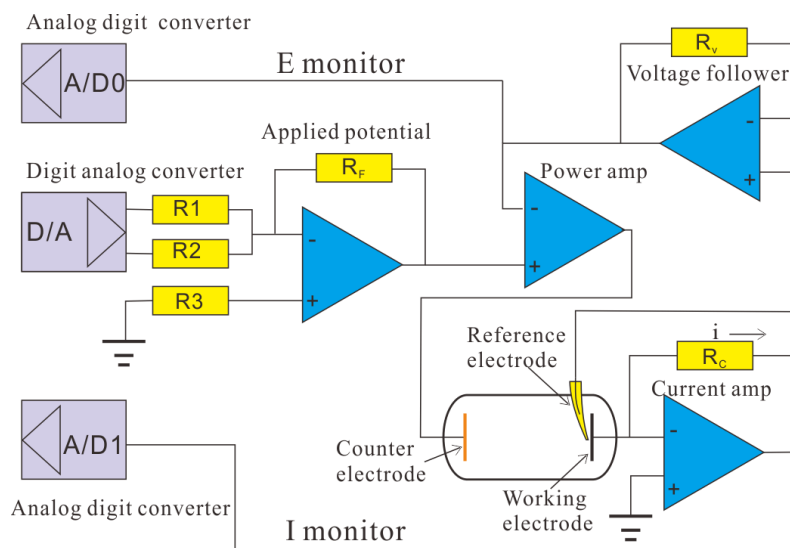 Analog digit converter
A/D0
E monitor
Rv
Voltage follower
-
+
Applied potential
RF
Digit analog converter
D/A
R1
R2
R3
-
+
Power amp
-
+
Reference
electrode
i
Rc
Current amp
-
+
A/D1
Counter
electrode
Working
electrode
Analog digit converter
I monitor